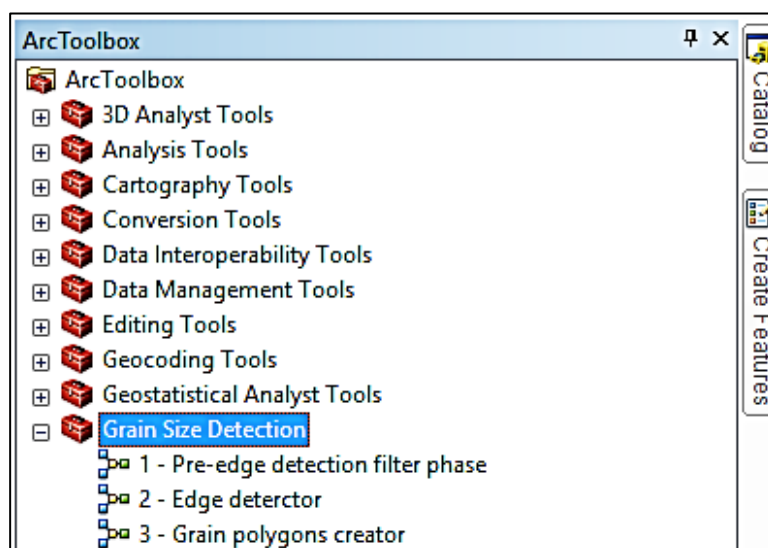 ArcToolbox
ArcToolbox
3D Analyst Tools
Analysis Tools
Cartography Tools
Conversion Tools
Data Interoperability Tools
Data Management Tools
Editing Tools
Geocoding Tools
Geostatistical Analyst Tools
Grain Size Detection
1 - Pre-edge detection filter phase
2 - Edge deterctor
3 - Grain polygons creator
Catalog
Create Features